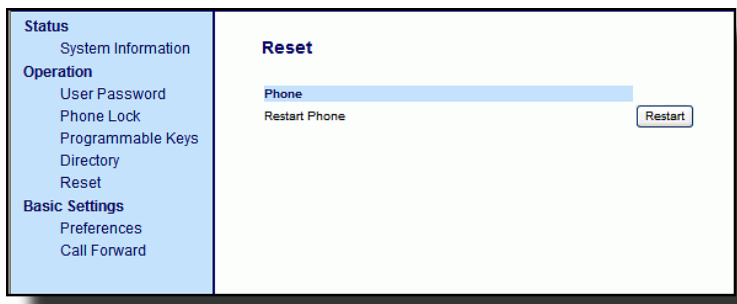 Status
System Information
Operation
User Password
Phone Lock
Programmable Keys
Directory
Reset
Basic Settings
Preferences
Call Forward
Reset
Phone
Restart Phone
Restart